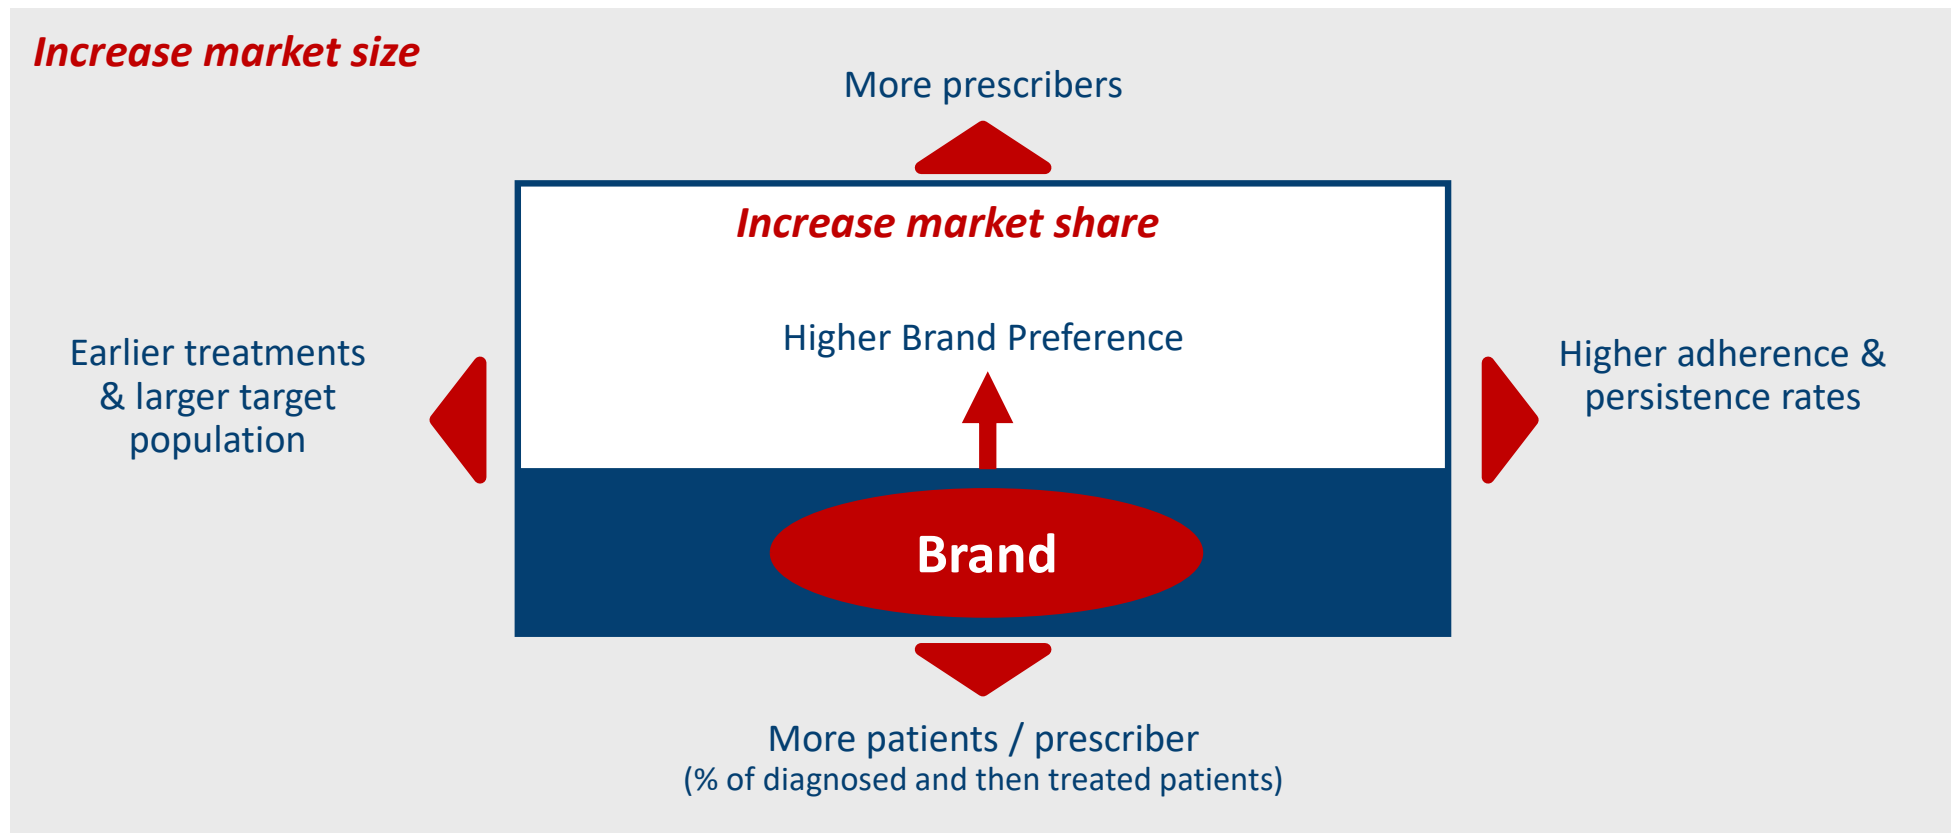 Increase market size
More prescribers
Increase market share
Higher Brand Preference
Earlier treatments
& larger target
population
Higher adherence &
persistence rates
Brand
More patients / prescriber
(% of diagnosed and then treated patients)